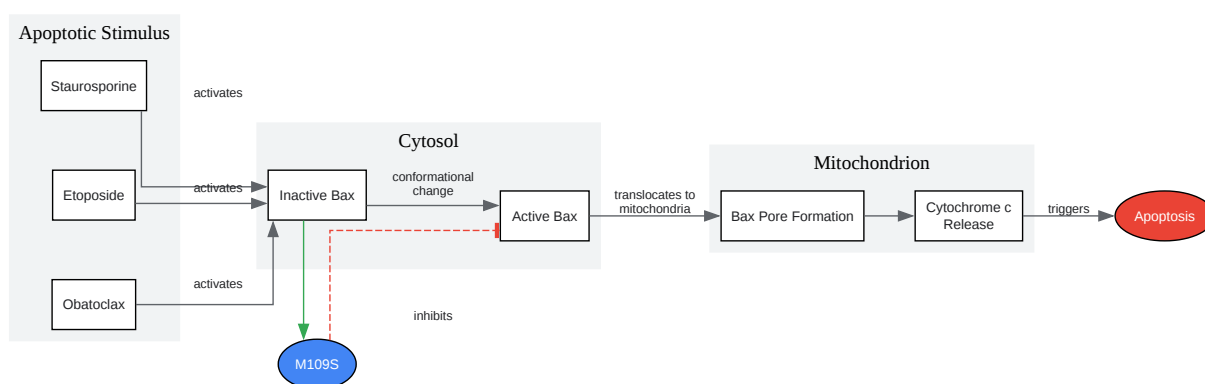 Apoptotic Stimulus
Staurosporine
activates
Etoposide
activates
Obatoclax
activates
Cytosol
Inactive Bax
conformational
change
Active Bax
inhibits
M109S
translocates to
mitochondria
Mitochondrion
Bax Pore Formation
Cytochrome c
Release
triggers
Apoptosis